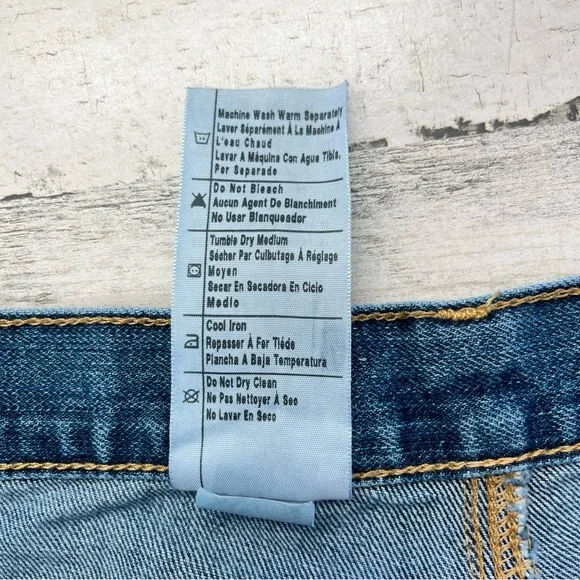 Machine Wash Warm Separately
Laver Séparément À La Machine À
L'eau Chaud
Lavar A Máquina Con Agua Tibia,
Por Separado
Do Not Bleach
Aucun Agent De Blanchiment
No Usar Blanqueador
Tumble Dry Medium
Sécher Par Culbutage À Réglage
Moyen
Secar En Secadora En Ciclo
Medio
Cool Iron
Repasser À Fer Tiéde
Plancha A Baja Temperatura
Do Not Dry Clean
Ne Pas Nettoyer À Sec
No Lavar En Seco